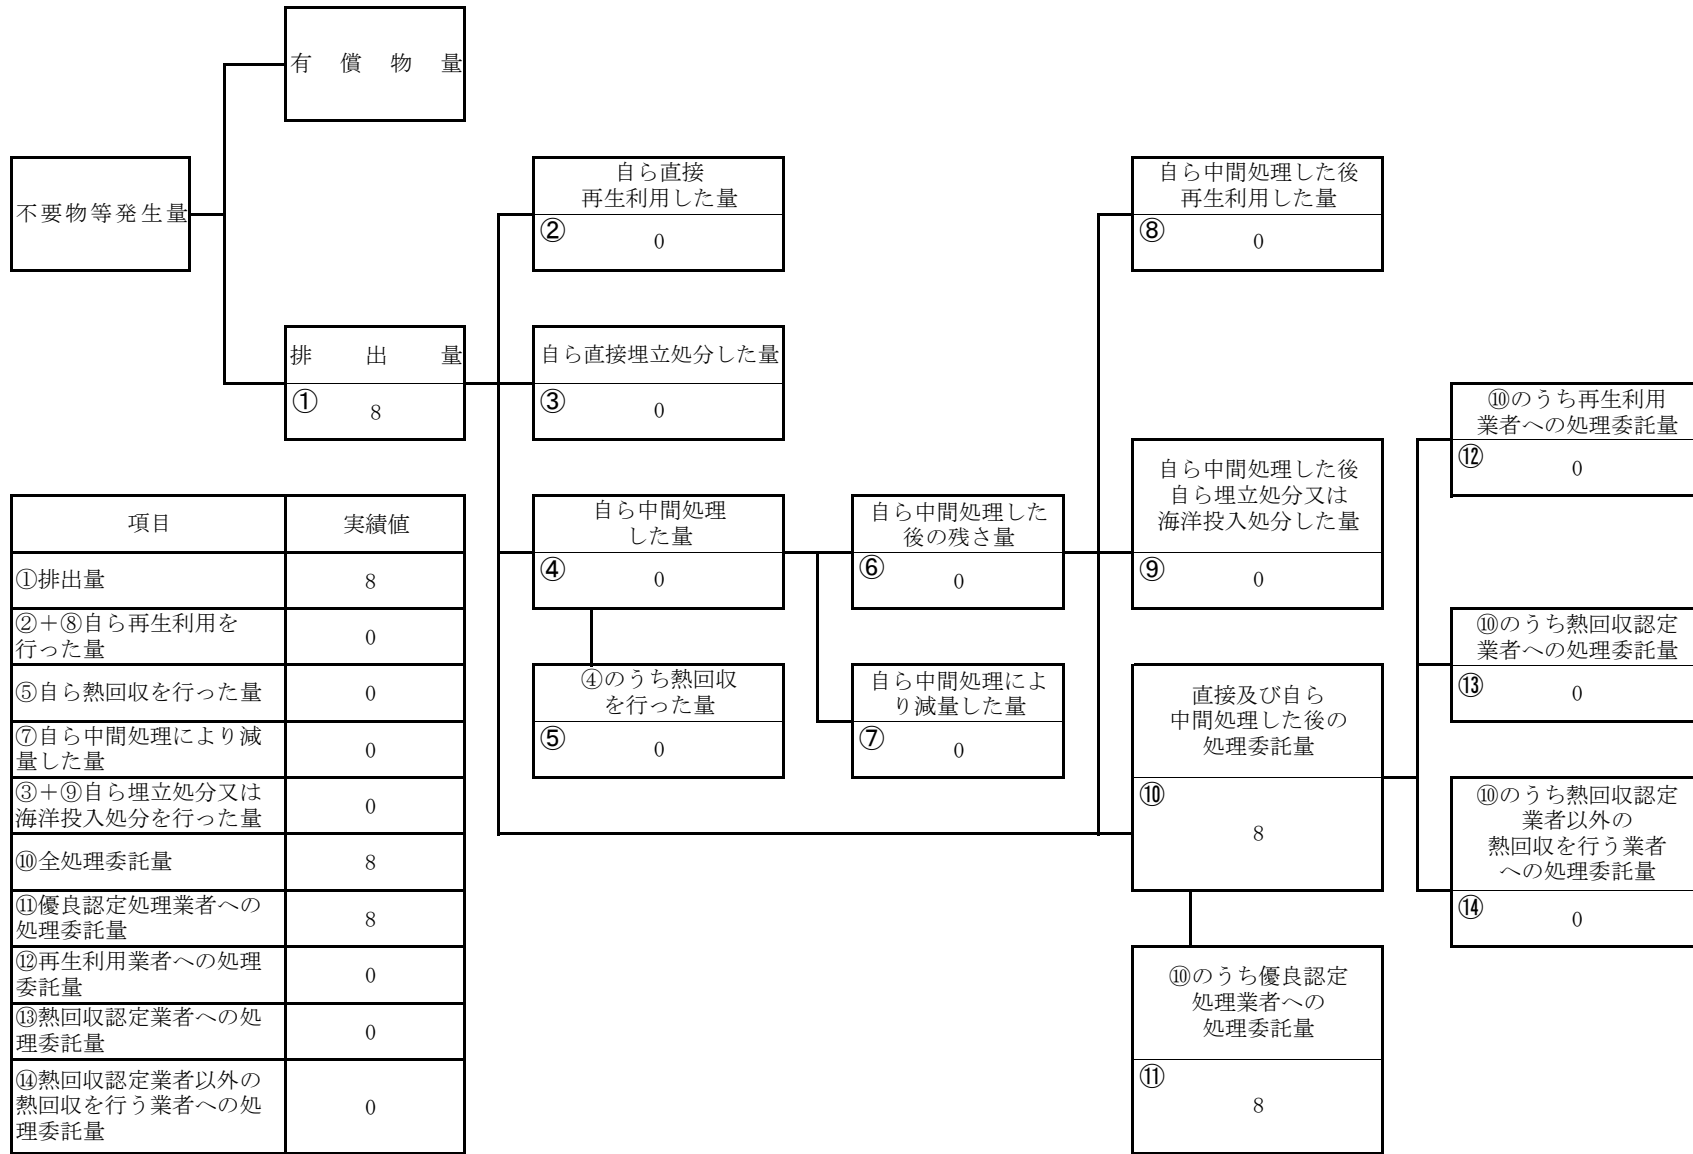 有償物量
不要物等発生量
排出量
① 8
自ら直接
再生利用した量
② 0
自ら直接埋立処分した量
③ 0
自ら中間処理
した量
④ 0
④のうち熱回収
を行った量
⑤ 0
自ら中間処理した
後の残さ量
⑥ 0
自ら中間処理によ
り減量した量
⑦ 0
自ら中間処理した後
再生利用した量
⑧ 0
自ら中間処理した後
自ら埋立処分又は
海洋投入処分した量
⑨ 0
直接及び自ら
中間処理した後の
処理委託量
⑩
8
⑩のうち優良認定
処理業者への
処理委託量
⑪
8
⑩のうち再生利用
業者への処理委託量
⑫ 0
⑩のうち熱回収認定
業者への処理委託量
⑬ 0
⑩のうち熱回収認定
業者以外の
熱回収を行う業者
への処理委託量
⑭ 0
項目 実績値
①排出量 8
②＋⑧自ら再生利用を
行った量 0
⑤自ら熱回収を行った量 0
⑦自ら中間処理により減
量した量 0
③＋⑨自ら埋立処分又は
海洋投入処分を行った量 0
⑩全処理委託量 8
⑪優良認定処理業者への
処理委託量 8
⑫再生利用業者への処理
委託量 0
⑬熱回収認定業者への処
理委託量 0
⑭熱回収認定業者以外の
熱回収を行う業者への処
理委託量 0